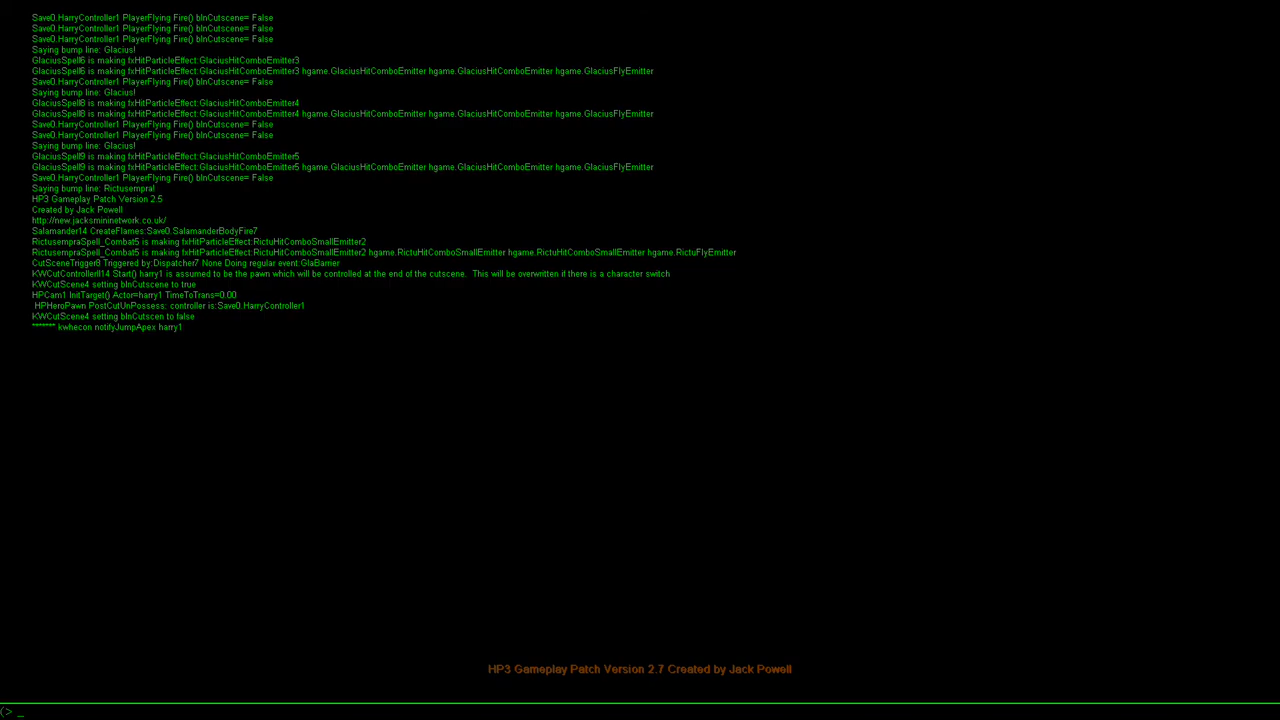 Save0.HarryController1 PlayerFlying Fire() bInCutscene= False
Save0.HarryController1 PlayerFlying Fire() bInCutscene= False
Save0.HarryController1 PlayerFlying Fire() bInCutscene= False
Saying bump line: Glacius!
GlaciusSpell6 is making fxHitParticleEffect:GlaciusHitComboEmitter3
GlaciusSpell6 is making fxHitParticleEffect:GlaciusHitComboEmitter3 hgame.GlaciusHitComboEmitter hgame.GlaciusHitComboEmitter hgame.GlaciusFlyEmitter
Save0.HarryController1 PlayerFlying Fire() bInCutscene= False
Saying bump line: Glacius!
GlaciusSpell8 is making fxHitParticleEffect:GlaciusHitComboEmitter4
GlaciusSpell8 is making fxHitParticleEffect:GlaciusHitComboEmitter4 hgame.GlaciusHitComboEmitter hgame.GlaciusHitComboEmitter hgame.GlaciusFlyEmitter
Save0.HarryController1 PlayerFlying Fire() bInCutscene= False
Save0.HarryController1 PlayerFlying Fire() bInCutscene= False
Saying bump line: Glacius!
GlaciusSpell9 is making fxHitParticleEffect:GlaciusHitComboEmitter5
GlaciusSpell9 is making fxHitParticleEffect:GlaciusHitComboEmitter5 hgame.GlaciusHitComboEmitter hgame.GlaciusHitComboEmitter hgame.GlaciusFlyEmitter
Save0.HarryController1 PlayerFlying Fire() bInCutscene= False
Saying bump line: Rictusempra!
HP3 Gameplay Patch Version 2.5
Created by Jack Powell
http://new.jacksmininetwork.co.uk/
Salamander14 CreateFlames:Save0.SalamanderBodyFire7
RictusempraSpell_Combat5 is making fxHitParticleEffect:RictuHitComboSmallEmitter2
RictusempraSpell_Combat5 is making fxHitParticleEffect:RictuHitComboSmallEmitter2 hgame.RictuHitComboSmallEmitter hgame.RictuHitComboSmallEmitter hgame.RictuFlyEmitter
CutSceneTrigger8 Triggered by:Dispatcher7 None Doing regular event:GlaBarrier
KWCutControllerII14 Start() harry1 is assumed to be the pawn which will be controlled at the end of the cutscene.  This will be overwritten if there is a character switch
KWCutScene4 setting bInCutscene to true
HPCam1 InitTarget() Actor=harry1 TimeToTrans=0.00
HPHeroPawn PostCutUnPossess: controller is:Save0.HarryController1
KWCutScene4 setting bInCutscen to false
******* kwhecon notifyJumpApex harry1
HP3 Gameplay Patch Version 2.7 Created by Jack Powell
(> _